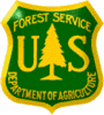 FOREST SERVICE
U S
DEPARTMENT OF AGRICULTURE